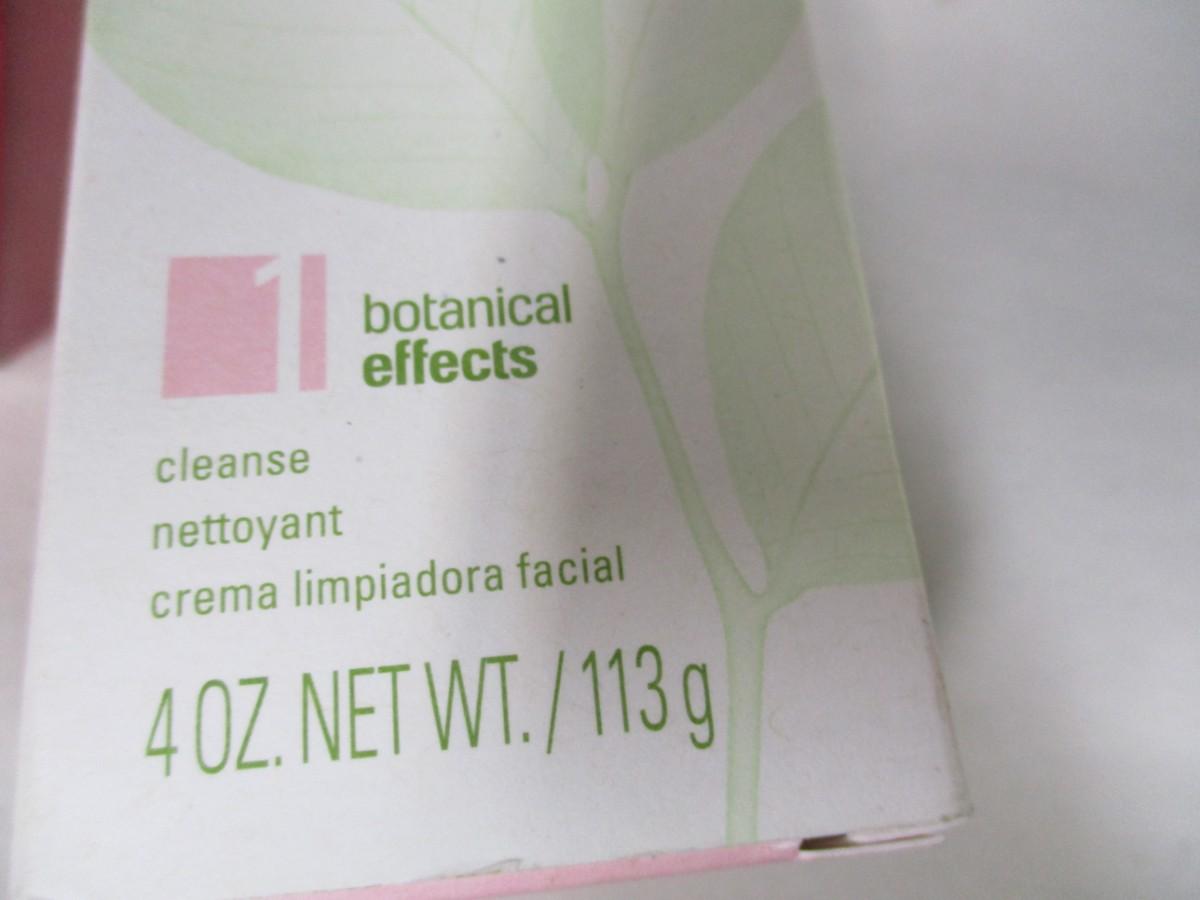 1
botanical
effects
cleanse
nettoyant
crema limpiadora facial
4 OZ. NET WT. / 113 g